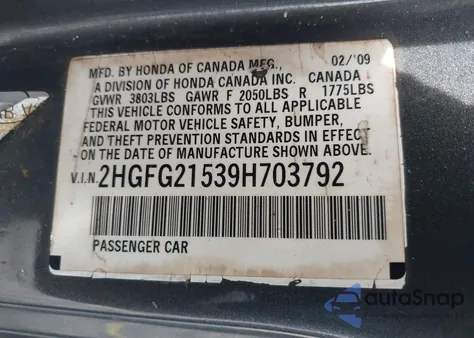 MFD. BY HONDA OF CANADA MFG., 02/'09
A DIVISION OF HONDA CANADA INC. CANADA
GVWR 3803LBS GAWR F 2050LBS R 1775LBS
THIS VEHICLE CONFORMS TO ALL APPLICABLE
FEDERAL MOTOR VEHICLE SAFETY, BUMPER,
AND THEFT PREVENTION STANDARDS IN EFFECT
ON THE DATE OF MANUFACTURE SHOWN ABOVE.
V.I.N. 2HGFG21539H703792
PASSENGER CAR
autoSnap